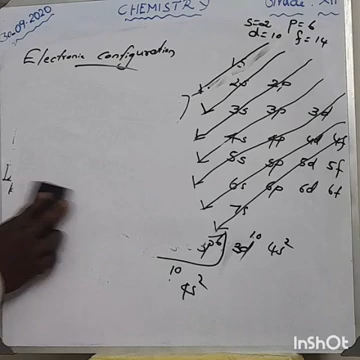 30.09.2020 CHEMISTRY Grade: XII
s=2 p=6
d=10 f=14
Electronic configuration
1s
2s 2p
3s 3p 3d
4s 4p 4d 4f
5s 5p 5d 5f
6s 6p 6d 6f
7s
3p⁶ 3d¹⁰ 4s²
10
4s²
InShOt